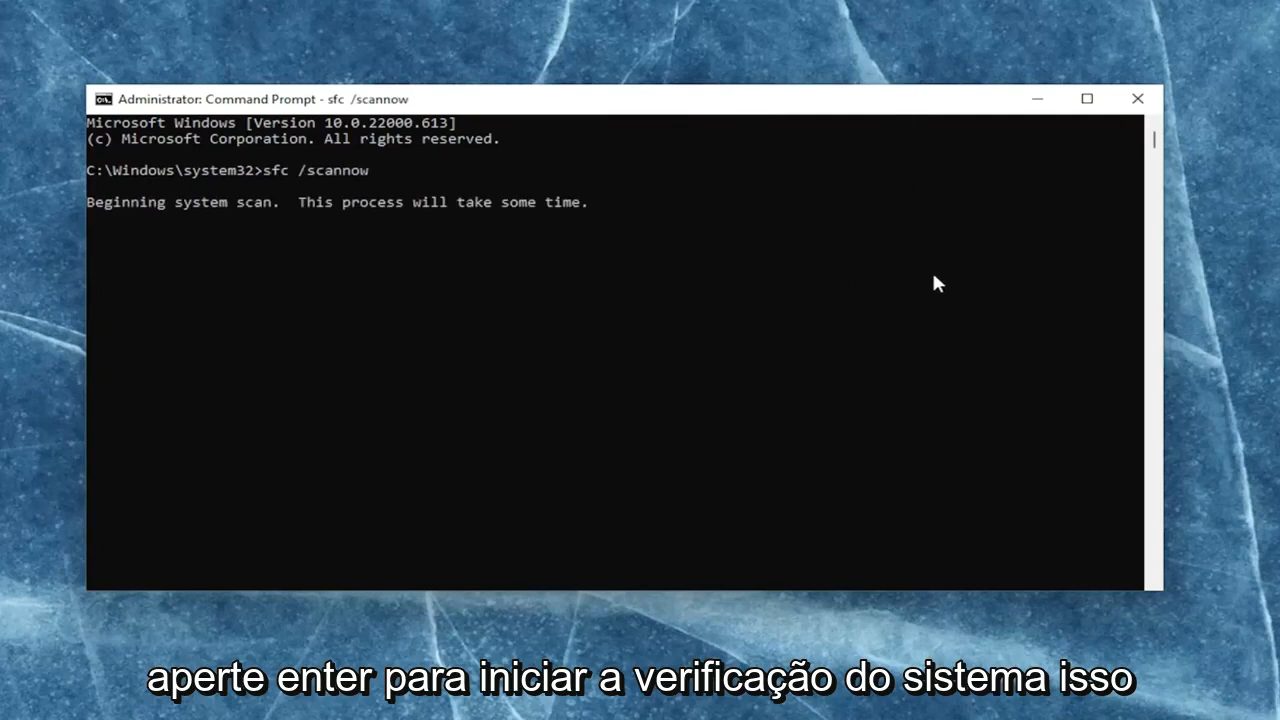 Administrator: Command Prompt - sfc  /scannow
Microsoft Windows [Version 10.0.22000.613]
(c) Microsoft Corporation. All rights reserved.
C:\Windows\system32>sfc /scannow
Beginning system scan.  This process will take some time.
aperte enter para iniciar a verificação do sistema isso